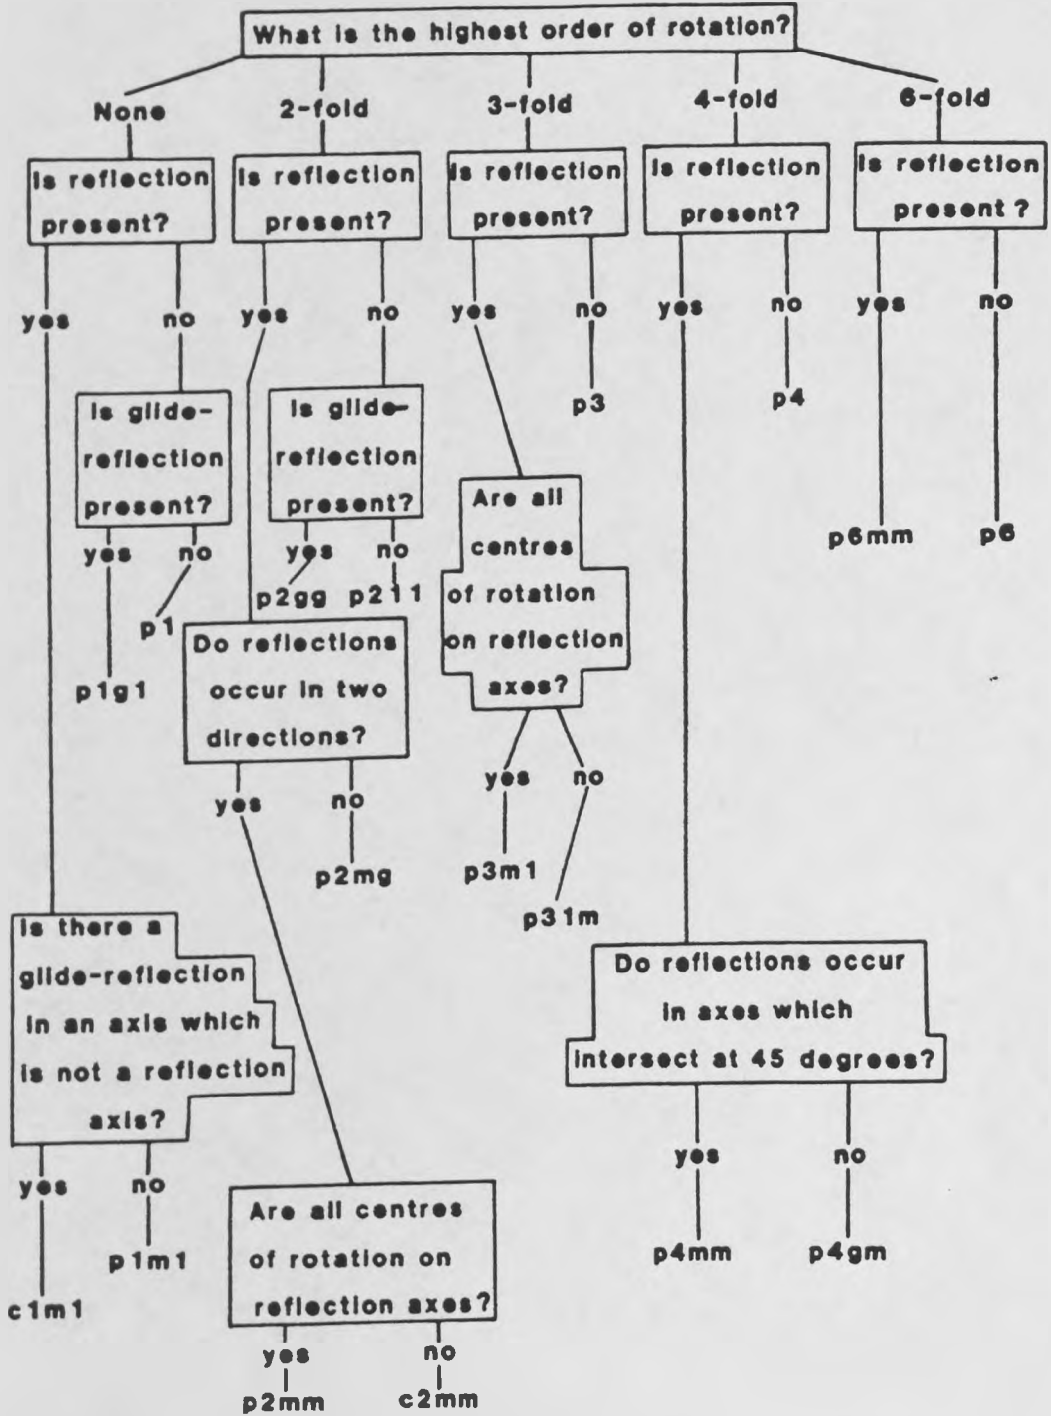 What is the highest order of rotation?
None
2-fold
3-fold
4-fold
6-fold
Is reflection
present?
Is reflection
present?
Is reflection
present?
Is reflection
present?
Is reflection
present ?
yes
no
yes
no
yes
no
yes
no
yes
no
Is glide-
reflection
present?
yes
no
p1
p1g1
Is glide-
reflection
present?
yes
no
p2gg
p211
p3
p4
p6mm
p6
Do reflections
occur in two
directions?
yes
no
p2mg
Are all
centres
of rotation
on reflection
axes?
yes
no
p3m1
p31m
Is there a
glide-reflection
in an axis which
is not a reflection
axis?
yes
no
p1m1
c1m1
Are all centres
of rotation on
reflection axes?
yes
no
p2mm
c2mm
Do reflections occur
in axes which
intersect at 45 degrees?
yes
no
p4mm
p4gm